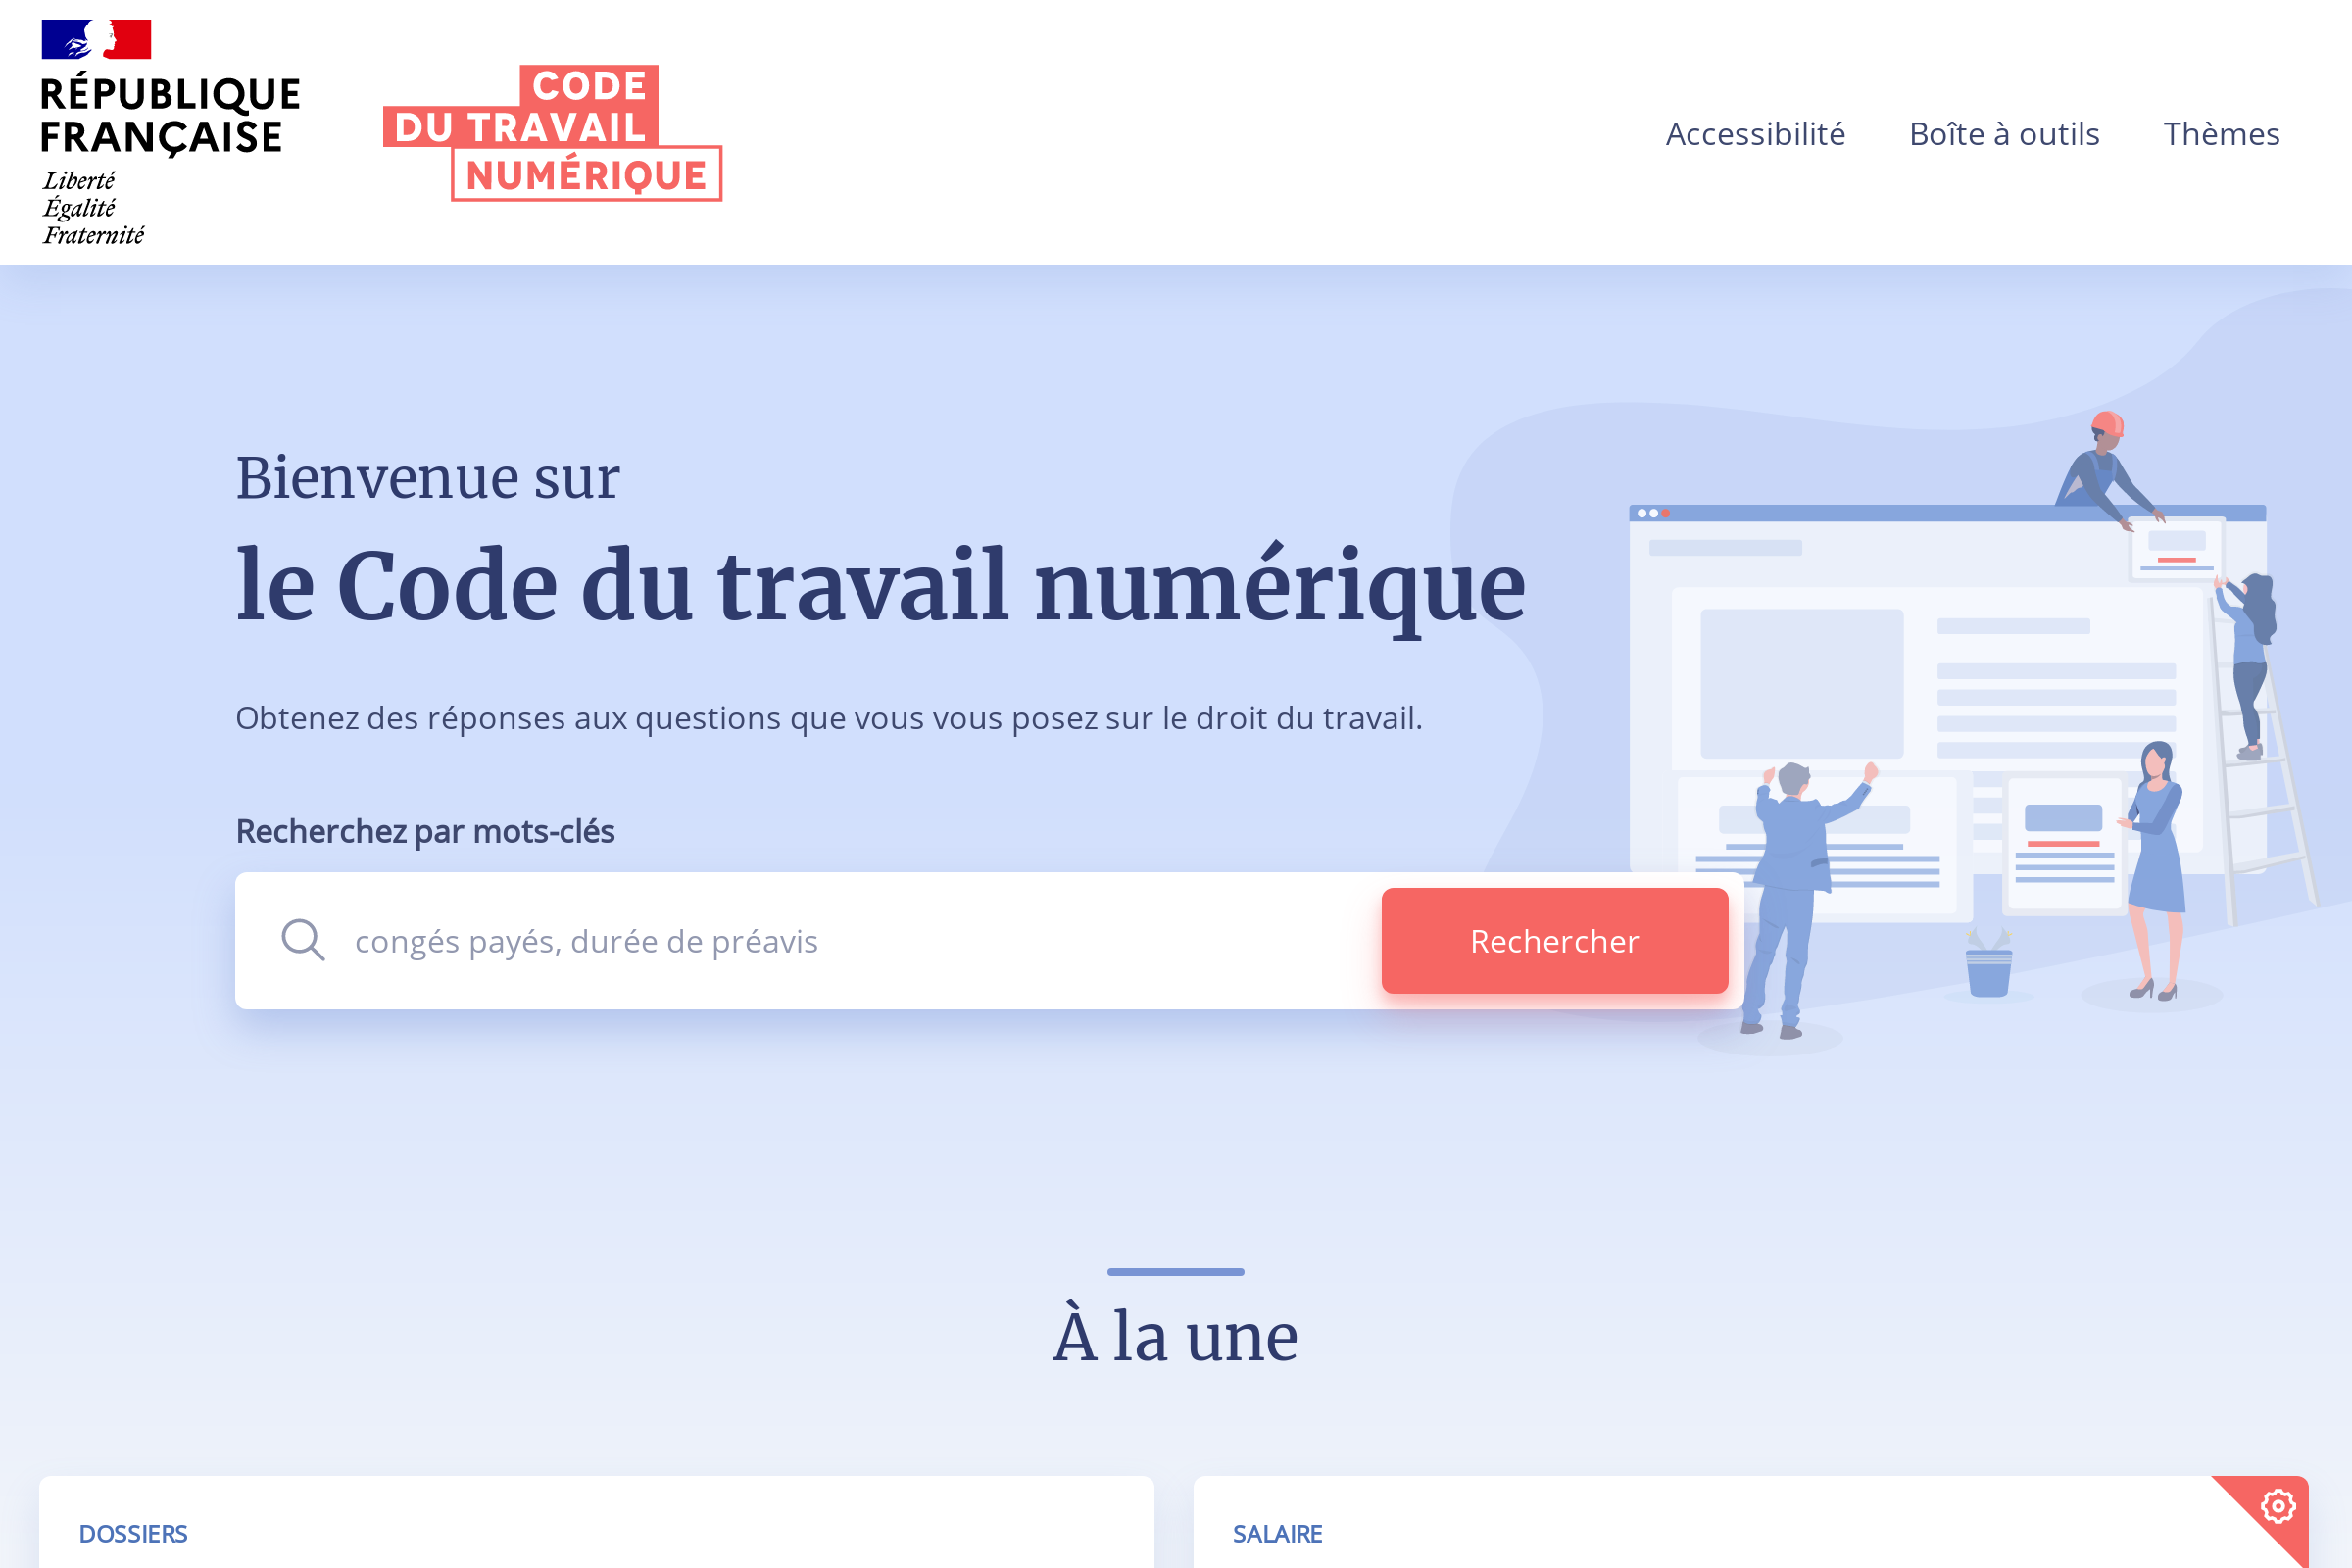 RÉPUBLIQUE
FRANÇAISE
Liberté
Égalité
Fraternité
CODE
DU TRAVAIL
NUMÉRIQUE
Accessibilité
Boîte à outils
Thèmes
Bienvenue sur
le Code du travail numérique
Obtenez des réponses aux questions que vous vous posez sur le droit du travail.
Recherchez par mots-clés
congés payés, durée de préavis
Rechercher
À la une
DOSSIERS
SALAIRE